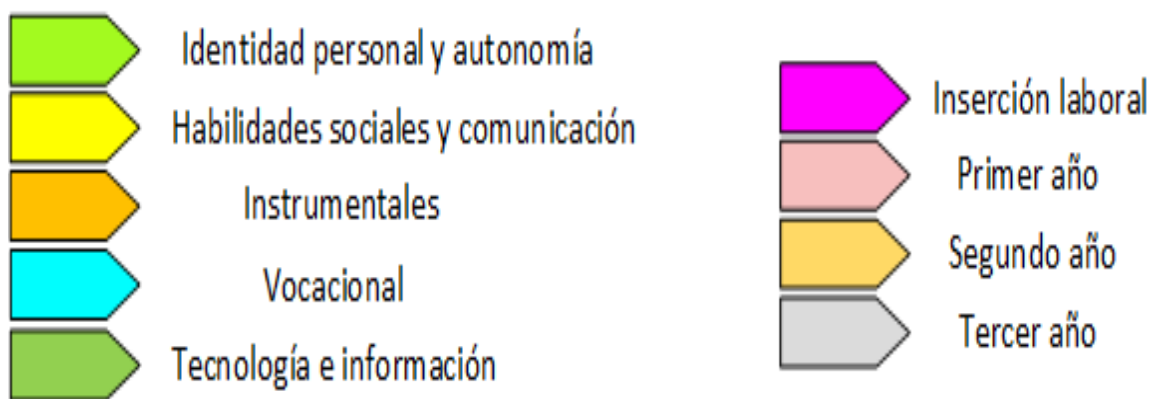 Identidad personal y autonomía
Habilidades sociales y comunicación
Instrumentales
Vocacional
Tecnología e información
Inserción laboral
Primer año
Segundo año
Tercer año